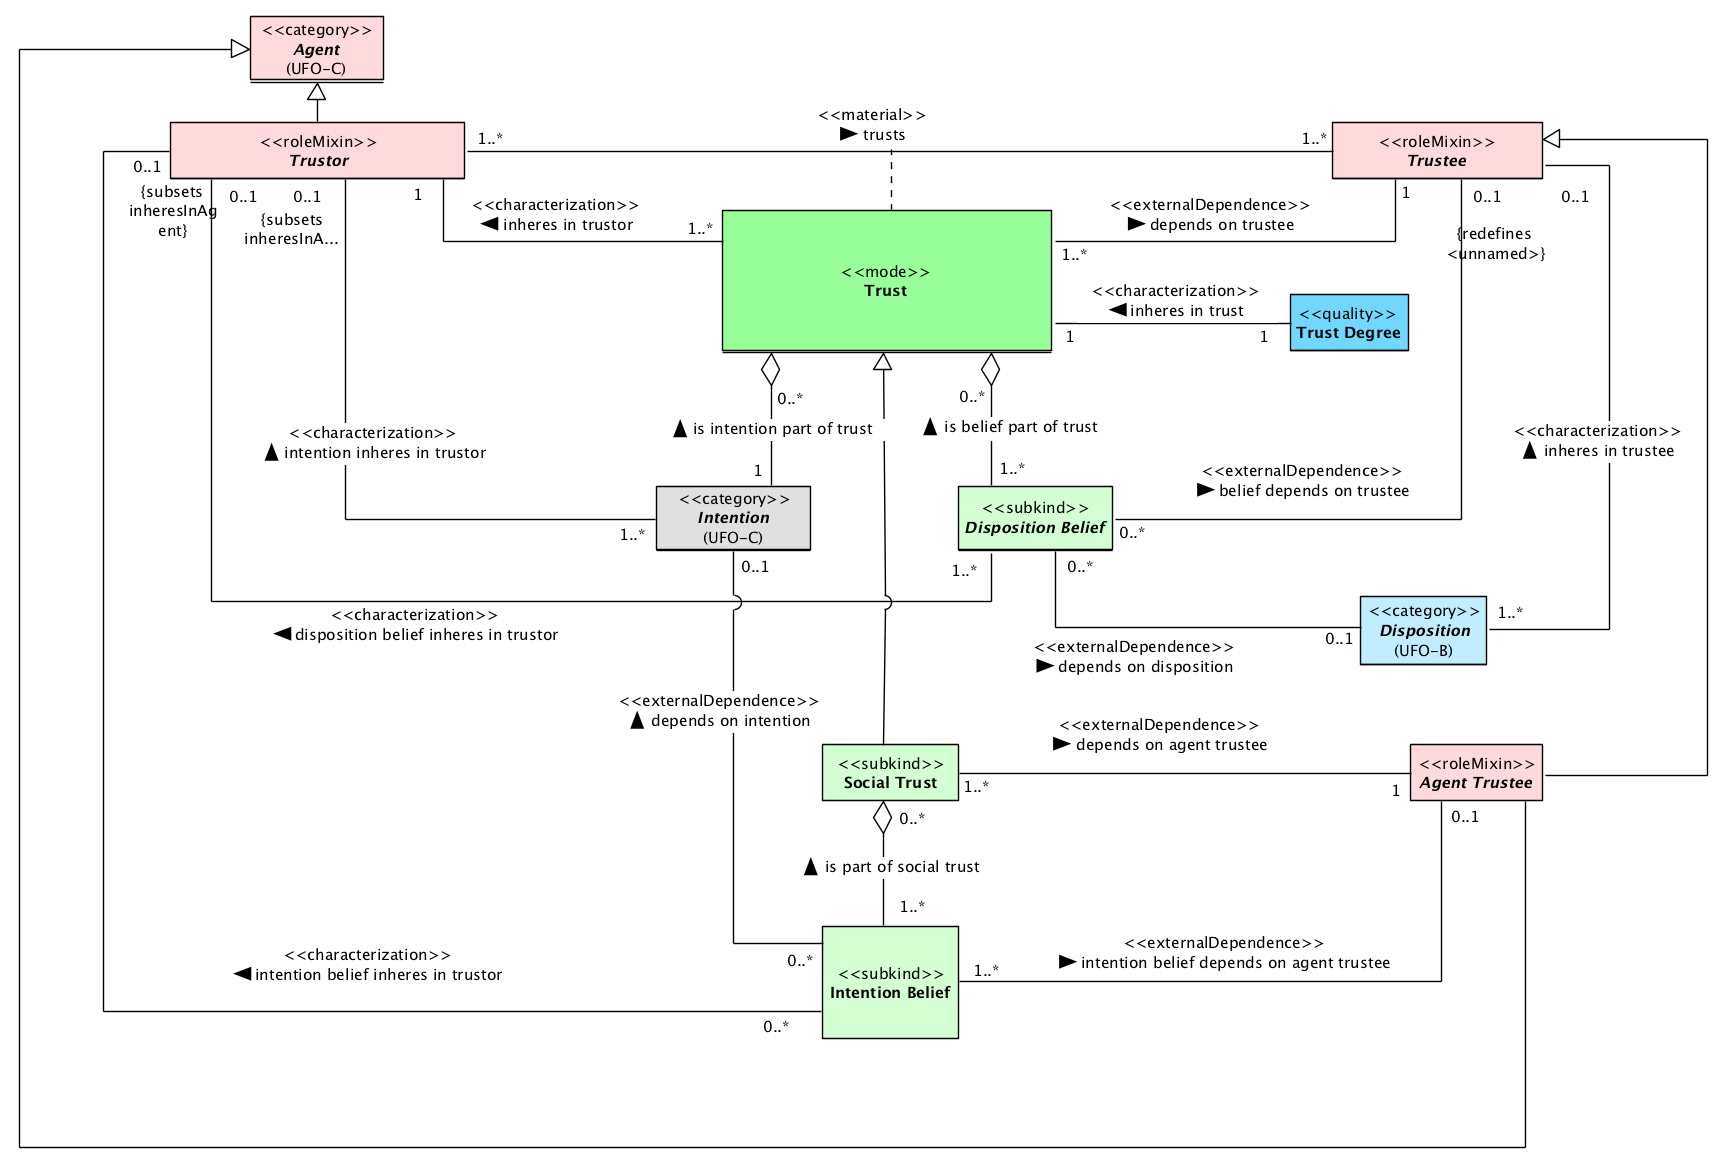 <<category>>
Agent
(UFO-C)
<<material>>
trusts
<<roleMixin>>
Trustor
1..*
1..*
<<roleMixin>>
Trustee
0..1
{subsets
inheresInAg
ent}
0..1
0..1
{subsets
inheresInA...
1
<<characterization>>
inheres in trustor
1..*
<<externalDependence>>
depends on trustee
1..*
1
0..1
{redefines
<unnamed>}
0..1
<<mode>>
Trust
<<characterization>>
inheres in trust
1
1
<<quality>>
Trust Degree
0..*
is intention part of trust
1
0..*
is belief part of trust
1..*
<<characterization>>
intention inheres in trustor
1..*
<<category>>
Intention
(UFO-C)
0..1
<<subkind>>
Disposition Belief
1..*
0..*
0..*
<<externalDependence>>
belief depends on trustee
<<characterization>>
inheres in trustee
<<characterization>>
disposition belief inheres in trustor
<<externalDependence>>
depends on disposition
0..1
<<category>>
Disposition
(UFO-B)
1..*
<<externalDependence>>
depends on intention
<<subkind>>
Social Trust
1..*
<<externalDependence>>
depends on agent trustee
1
<<roleMixin>>
Agent Trustee
0..1
0..*
is part of social trust
1..*
<<characterization>>
intention belief inheres in trustor
0..*
0..*
<<subkind>>
Intention Belief
1..*
<<externalDependence>>
intention belief depends on agent trustee